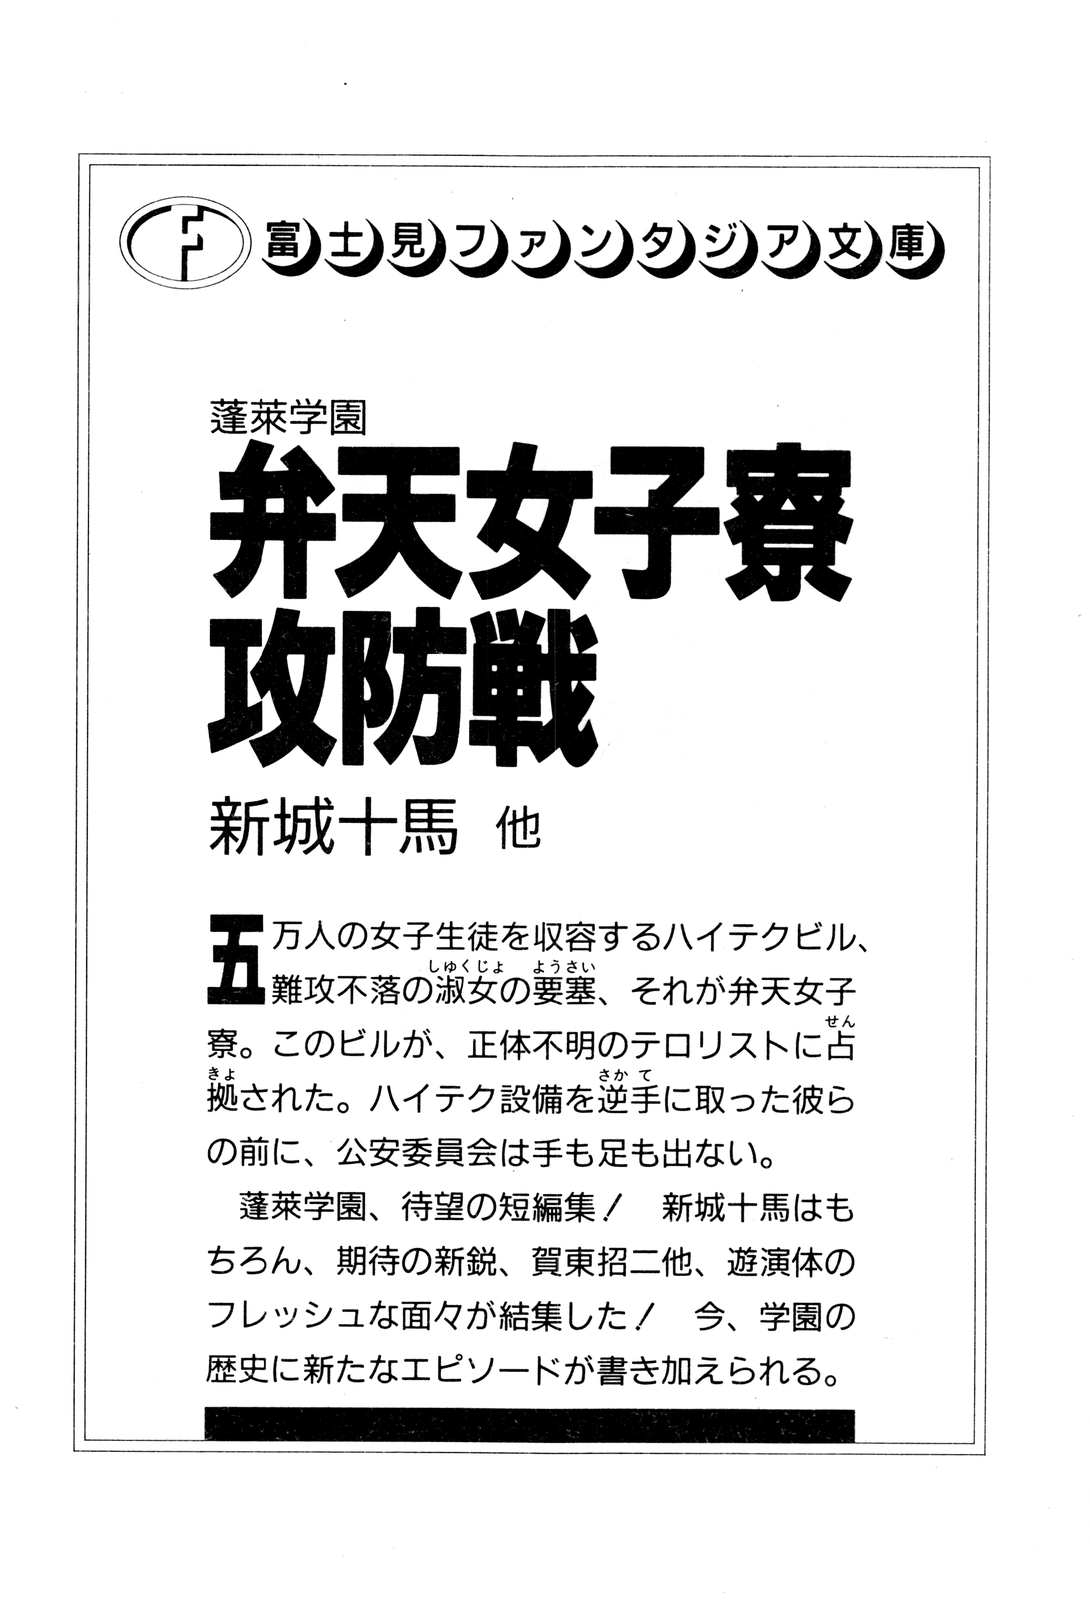 富士見ファンタジア文庫
蓬萊学園
弁天女子寮
攻防戦
新城十馬 他
五万人の女子生徒を収容するハイテクビル、
難攻不落の淑女の要塞、それが弁天女子
しゅくじょ ようさい
寮。このビルが、正体不明のテロリストに占
せん
拠された。ハイテク設備を逆手に取った彼ら
きょ さかて
の前に、公安委員会は手も足も出ない。
蓬萊学園、待望の短編集! 新城十馬はも
ちろん、期待の新鋭、賀東招二他、遊演体の
フレッシュな面々が結集した! 今、学園の
歴史に新たなエピソードが書き加えられる。